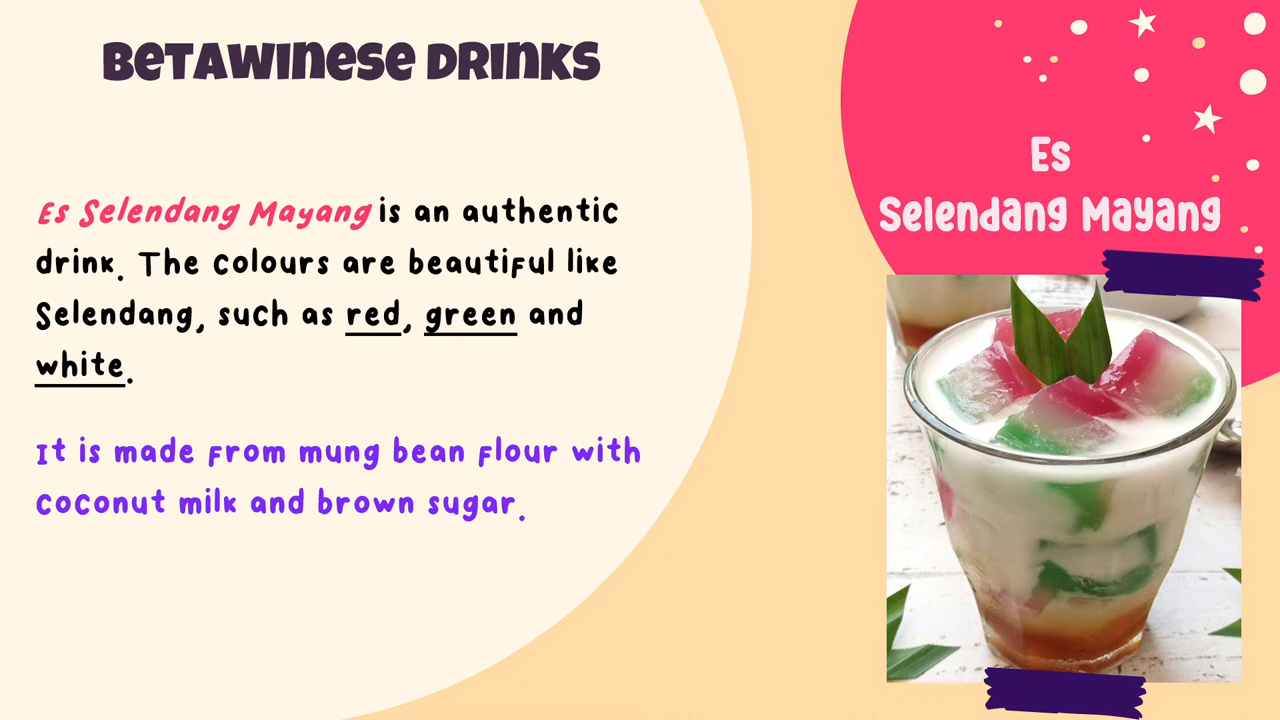 Betawinese Drinks
Es Selendang Mayang is an authentic
drink. The colours are beautiful like
Selendang, such as red, green and
white.
It is made from mung bean flour with
coconut milk and brown sugar.
Es
Selendang Mayang